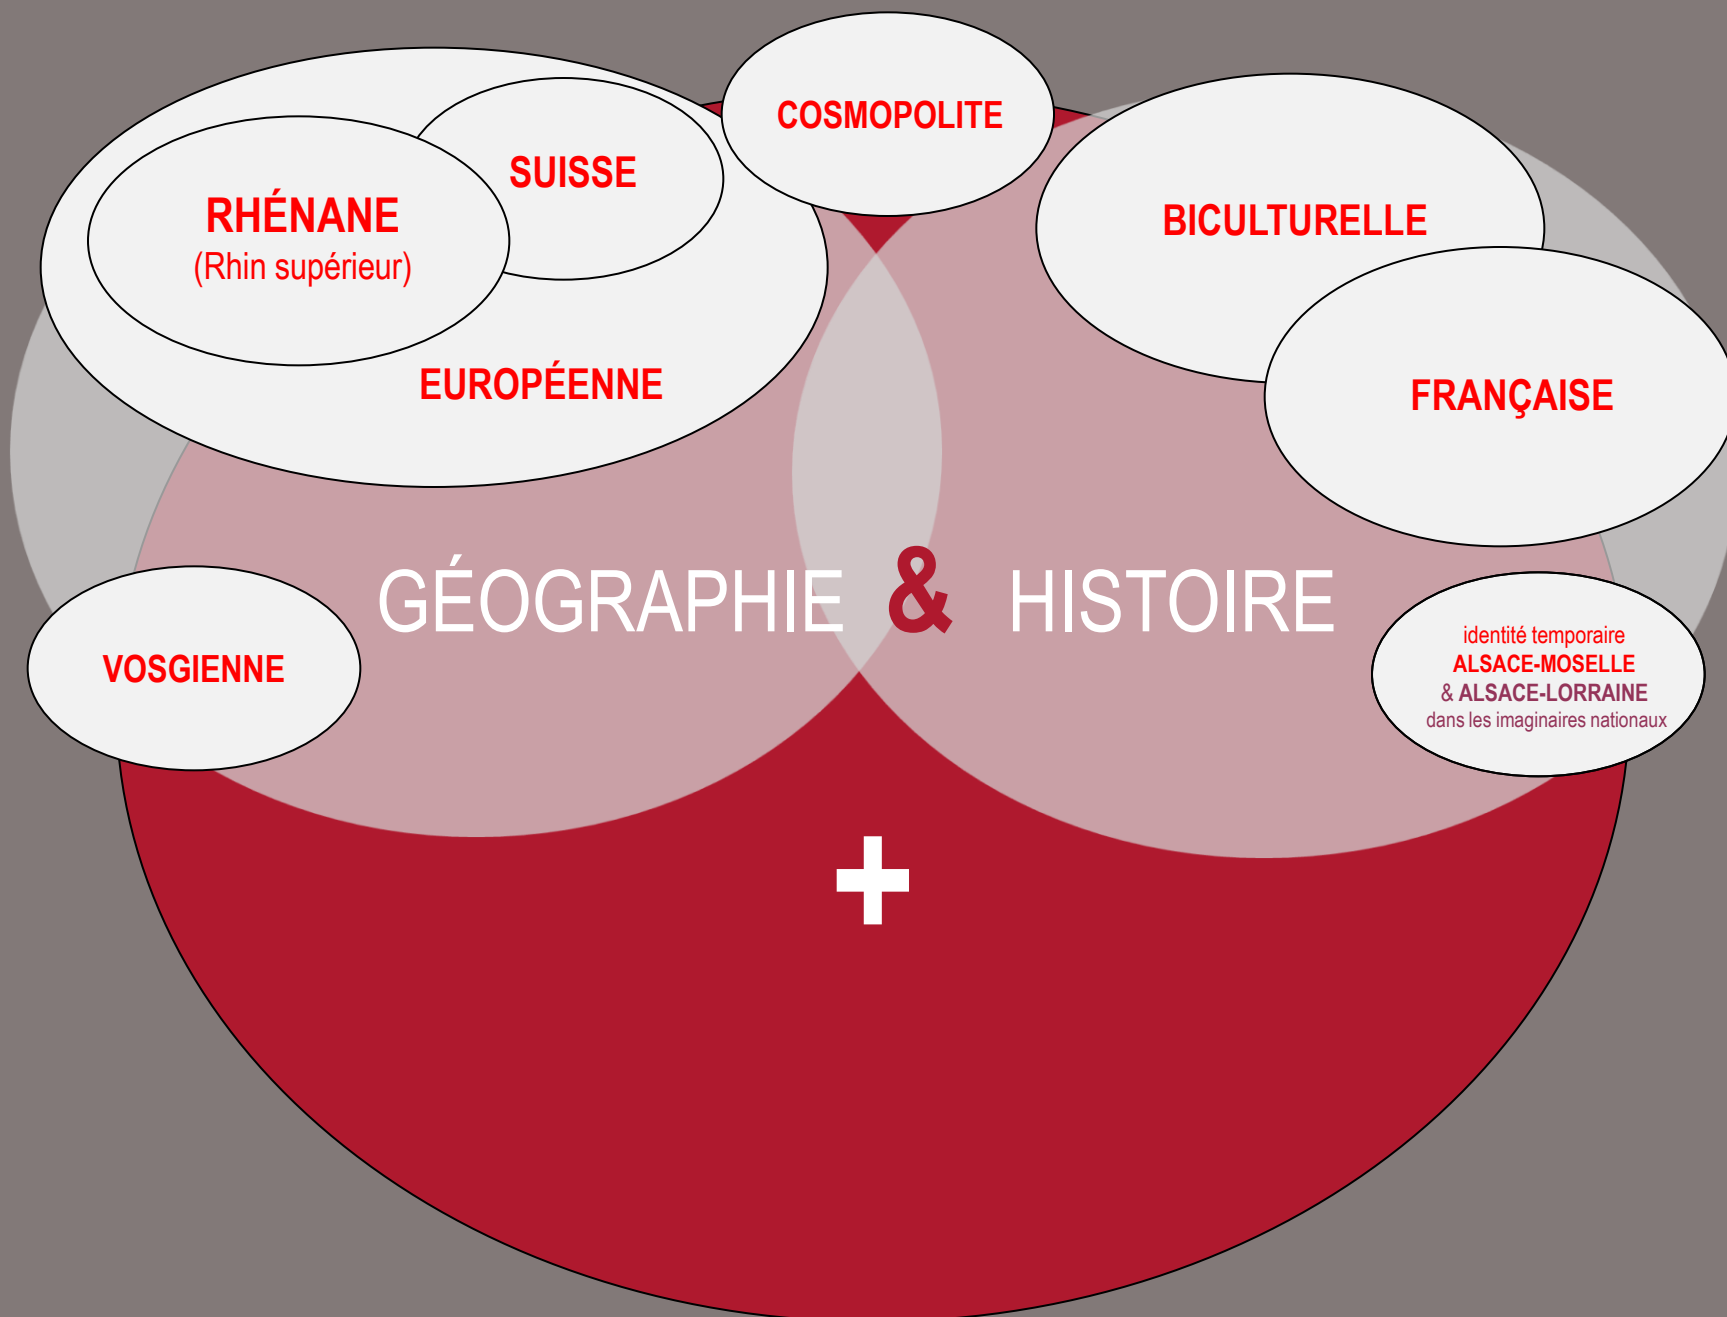 COSMOPOLITE
SUISSE
RHÉNANE
(Rhin supérieur)
EUROPÉENNE
BICULTURELLE
FRANÇAISE
GÉOGRAPHIE & HISTOIRE
VOSGIENNE
identité temporaire
ALSACE-MOSELLE
& ALSACE-LORRAINE
dans les imaginaires nationaux
+